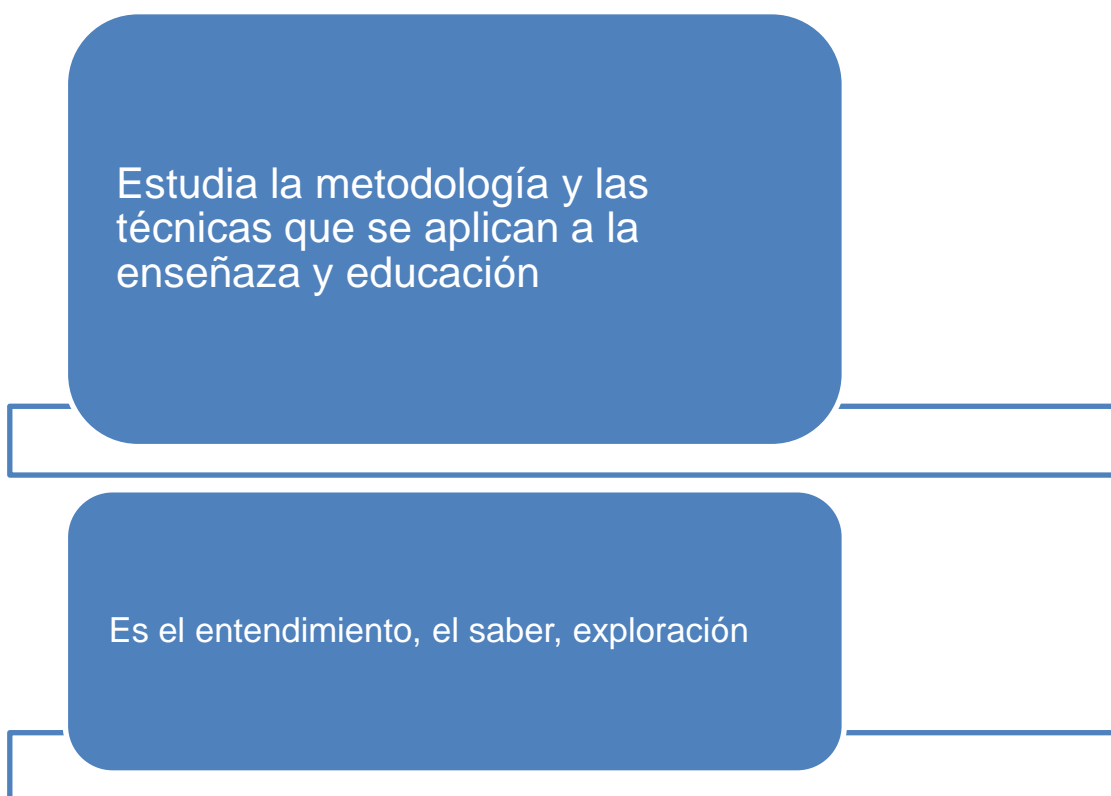 Estudia la metodología y las
técnicas que se aplican a la
enseñaza y educación
Es el entendimiento, el saber, exploración